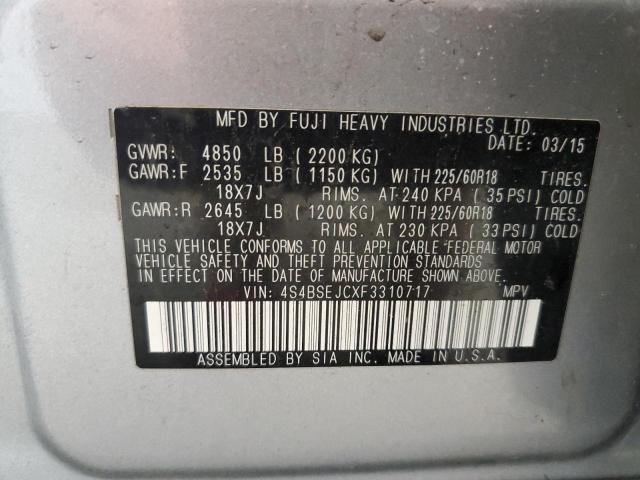 MFD BY FUJI HEAVY INDUSTRIES LTD.
DATE: 03/15
GVWR: 4850 LB (2200 KG)
GAWR:F 2535 LB (1150 KG) WITH 225/60R18 TIRES.
18X7J RIMS. AT 240 KPA (35 PSI) COLD
GAWR:R 2645 LB (1200 KG) WITH 225/60R18 TIRES.
18X7J RIMS. AT 230 KPA (33 PSI) COLD
THIS VEHICLE CONFORMS TO ALL APPLICABLE FEDERAL MOTOR
VEHICLE SAFETY AND THEFT PREVENTION STANDARDS
IN EFFECT ON THE DATE OF MANUFACTURE SHOWN ABOVE.
VIN: 4S4BSEJCXF3310717 MPV
ASSEMBLED BY SIA INC. MADE IN U.S.A.